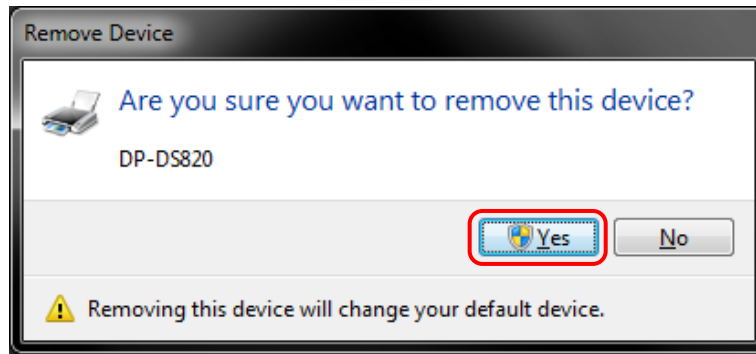 Remove Device
Are you sure you want to remove this device?
DP-DS820
Yes
No
Removing this device will change your default device.